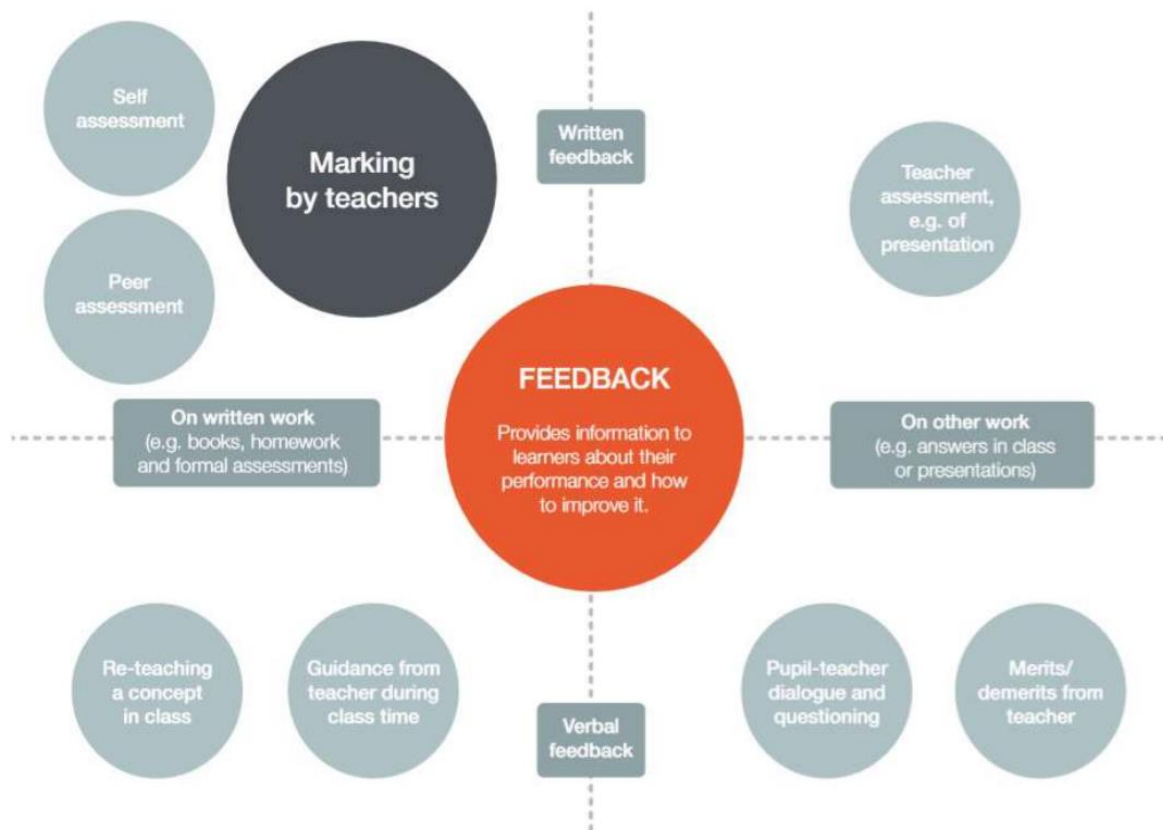 Self
assessment
Marking
by teachers
Written
feedback
Teacher
assessment,
e.g. of
presentation
Peer
assessment
FEEDBACK
Provides information to
learners about their
performance and how
to improve it.
On written work
(e.g. books, homework
and formal assessments)
On other work
(e.g. answers in class
or presentations)
Re-teaching
a concept
in class
Guidance from
teacher during
class time
Verbal
feedback
Pupil-teacher
dialogue and
questioning
Merits/
demerits from
teacher